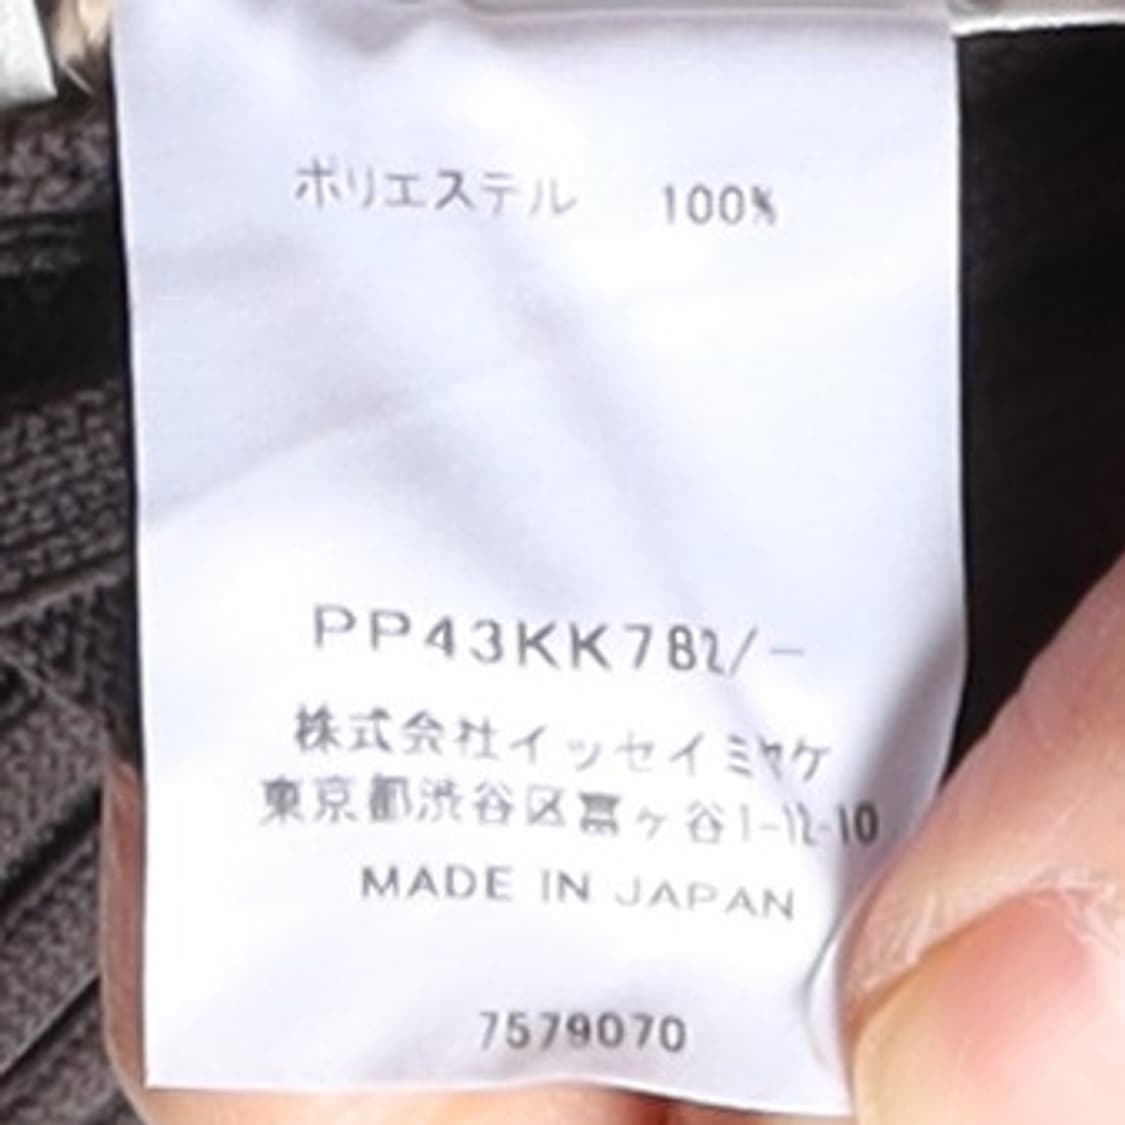 ポリエステル 100%
PP43KK782/-
株式会社イッセイミヤケ
東京都渋谷区富ヶ谷1-12-10
MADE IN JAPAN
7579070